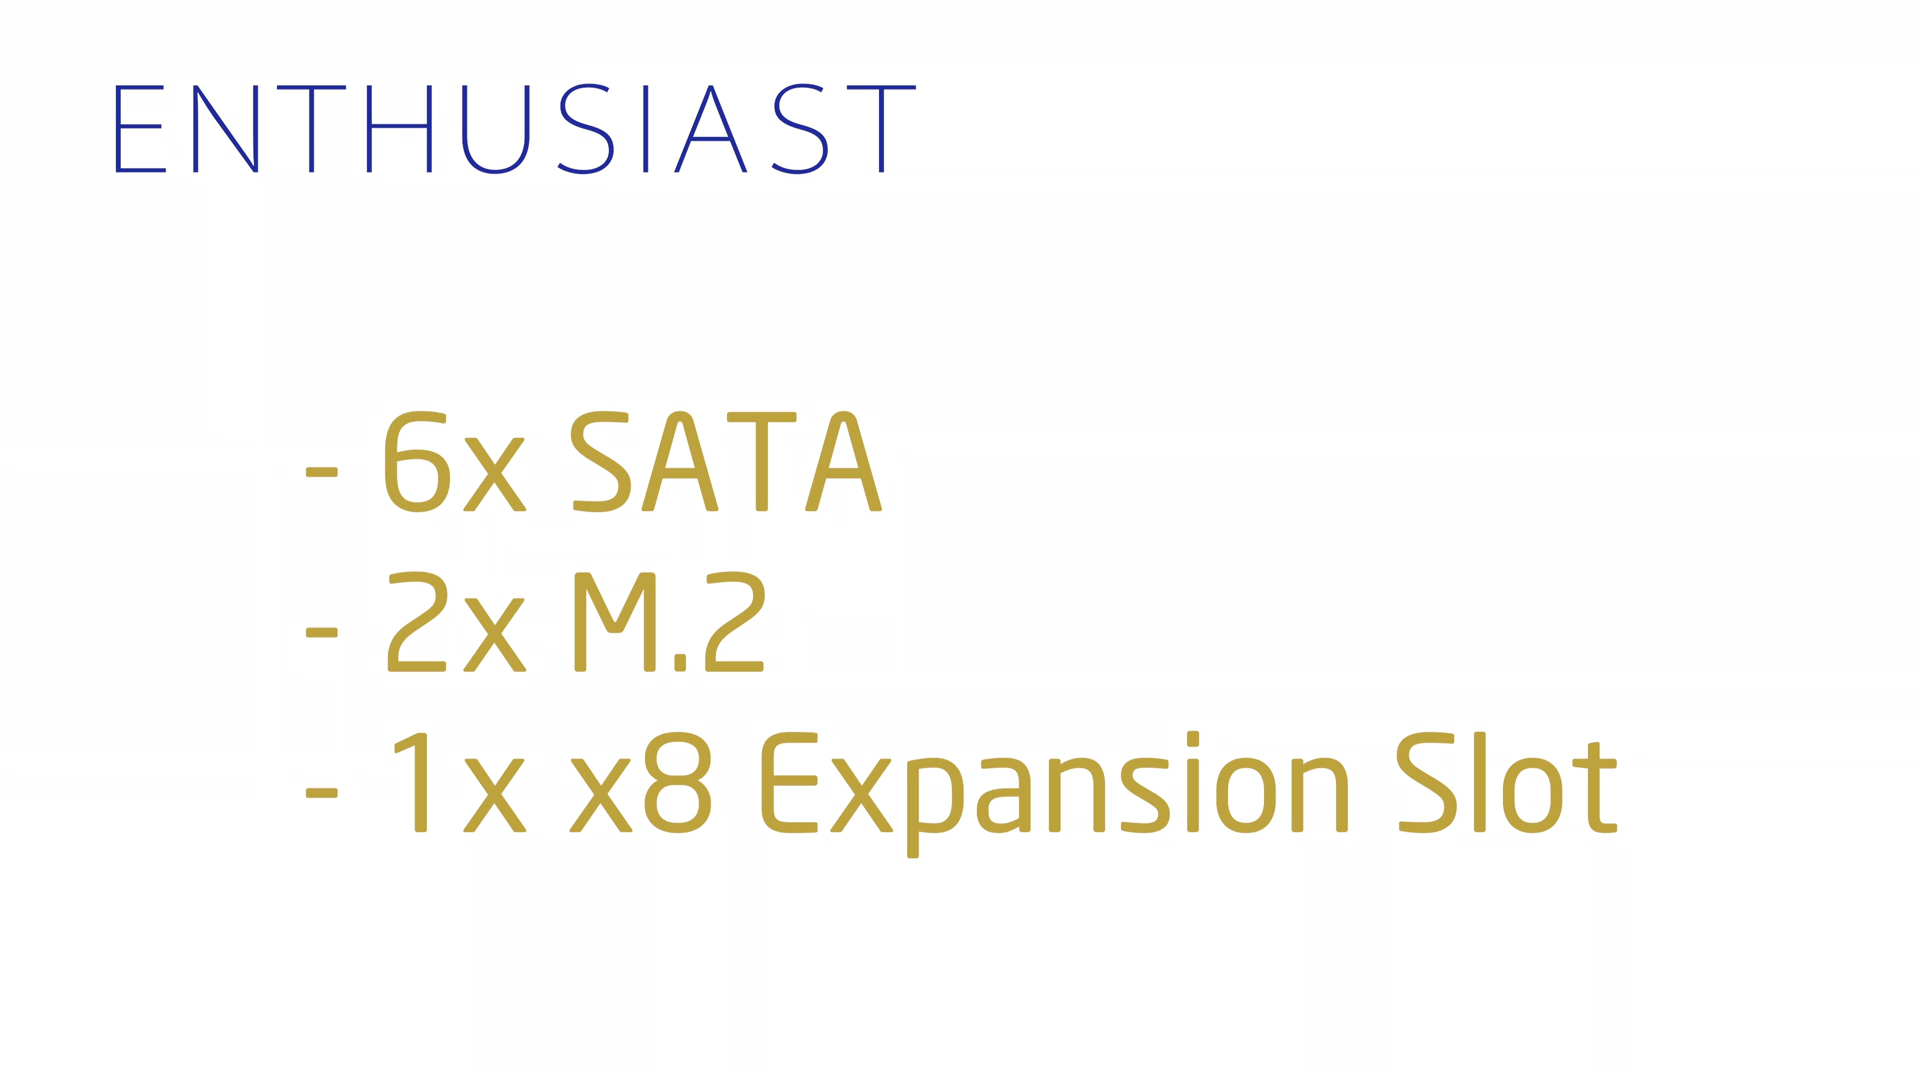 ENTHUSIAST
- 6x SATA
- 2x M.2
- 1x x8 Expansion Slot